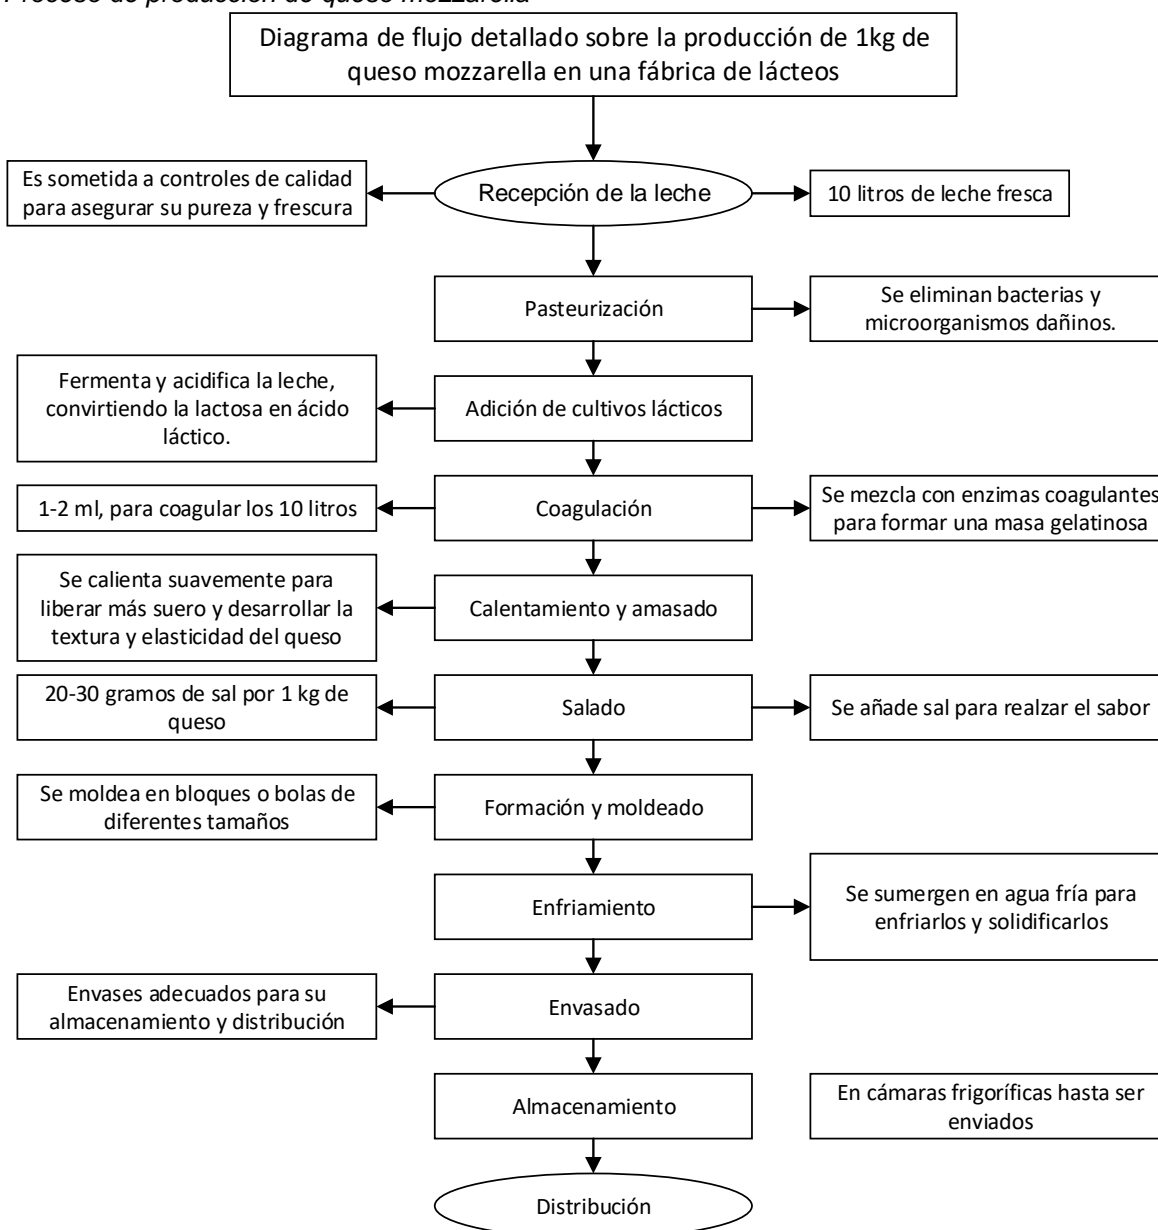 Proceso de producción de queso mozzarella
Diagrama de flujo detallado sobre la producción de 1kg de
queso mozzarella en una fábrica de lácteos
Es sometida a controles de calidad
para asegurar su pureza y frescura
Recepción de la leche
10 litros de leche fresca
Pasteurización
Se eliminan bacterias y
microorganismos dañinos.
Fermenta y acidifica la leche,
convirtiendo la lactosa en ácido
láctico.
Adición de cultivos lácticos
1-2 ml, para coagular los 10 litros
Coagulación
Se mezcla con enzimas coagulantes
para formar una masa gelatinosa
Se calienta suavemente para
liberar más suero y desarrollar la
textura y elasticidad del queso
Calentamiento y amasado
20-30 gramos de sal por 1 kg de
queso
Salado
Se añade sal para realzar el sabor
Se moldea en bloques o bolas de
diferentes tamaños
Formación y moldeado
Enfriamiento
Se sumergen en agua fría para
enfriarlos y solidificarlos
Envases adecuados para su
almacenamiento y distribución
Envasado
Almacenamiento
En cámaras frigoríficas hasta ser
enviados
Distribución